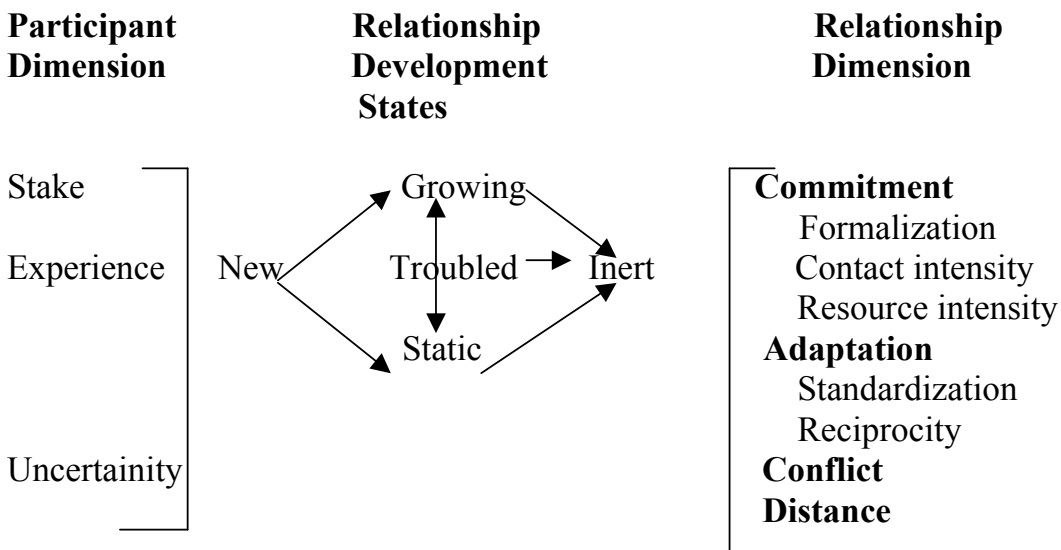 Participant Relationship Relationship
Dimension Development Dimension
States
Stake Growing Commitment
Formalization
Experience New Troubled Inert Contact intensity
Resource intensity
Static
Adaptation
Standardization
Reciprocity
Uncertainity Conflict
Distance